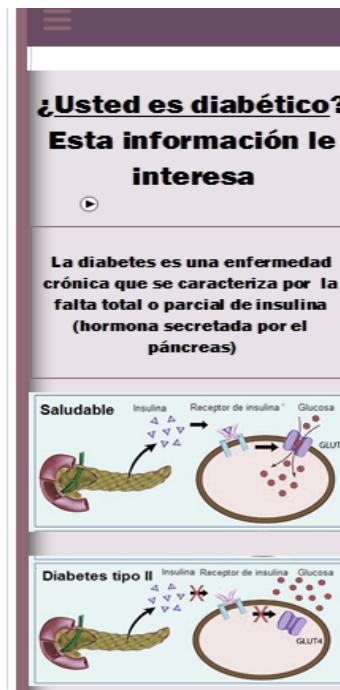 ¿Usted es diabético?
Esta información le
interesa
La diabetes es una enfermedad
crónica que se caracteriza por la
falta total o parcial de insulina
(hormona secretada por el
páncreas)
Saludable Insulina Receptor de insulina Glucosa
GLUT
Diabetes tipo II Insulina Receptor de insulina Glucosa
GLUT4